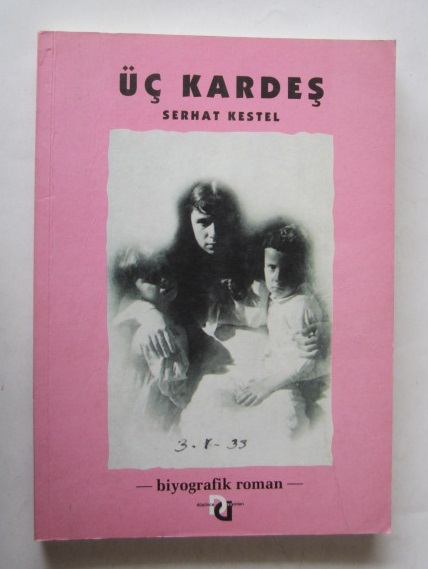 ÜÇ KARDEŞ
SERHAT KESTEL
3-V-33
— biyografik roman —